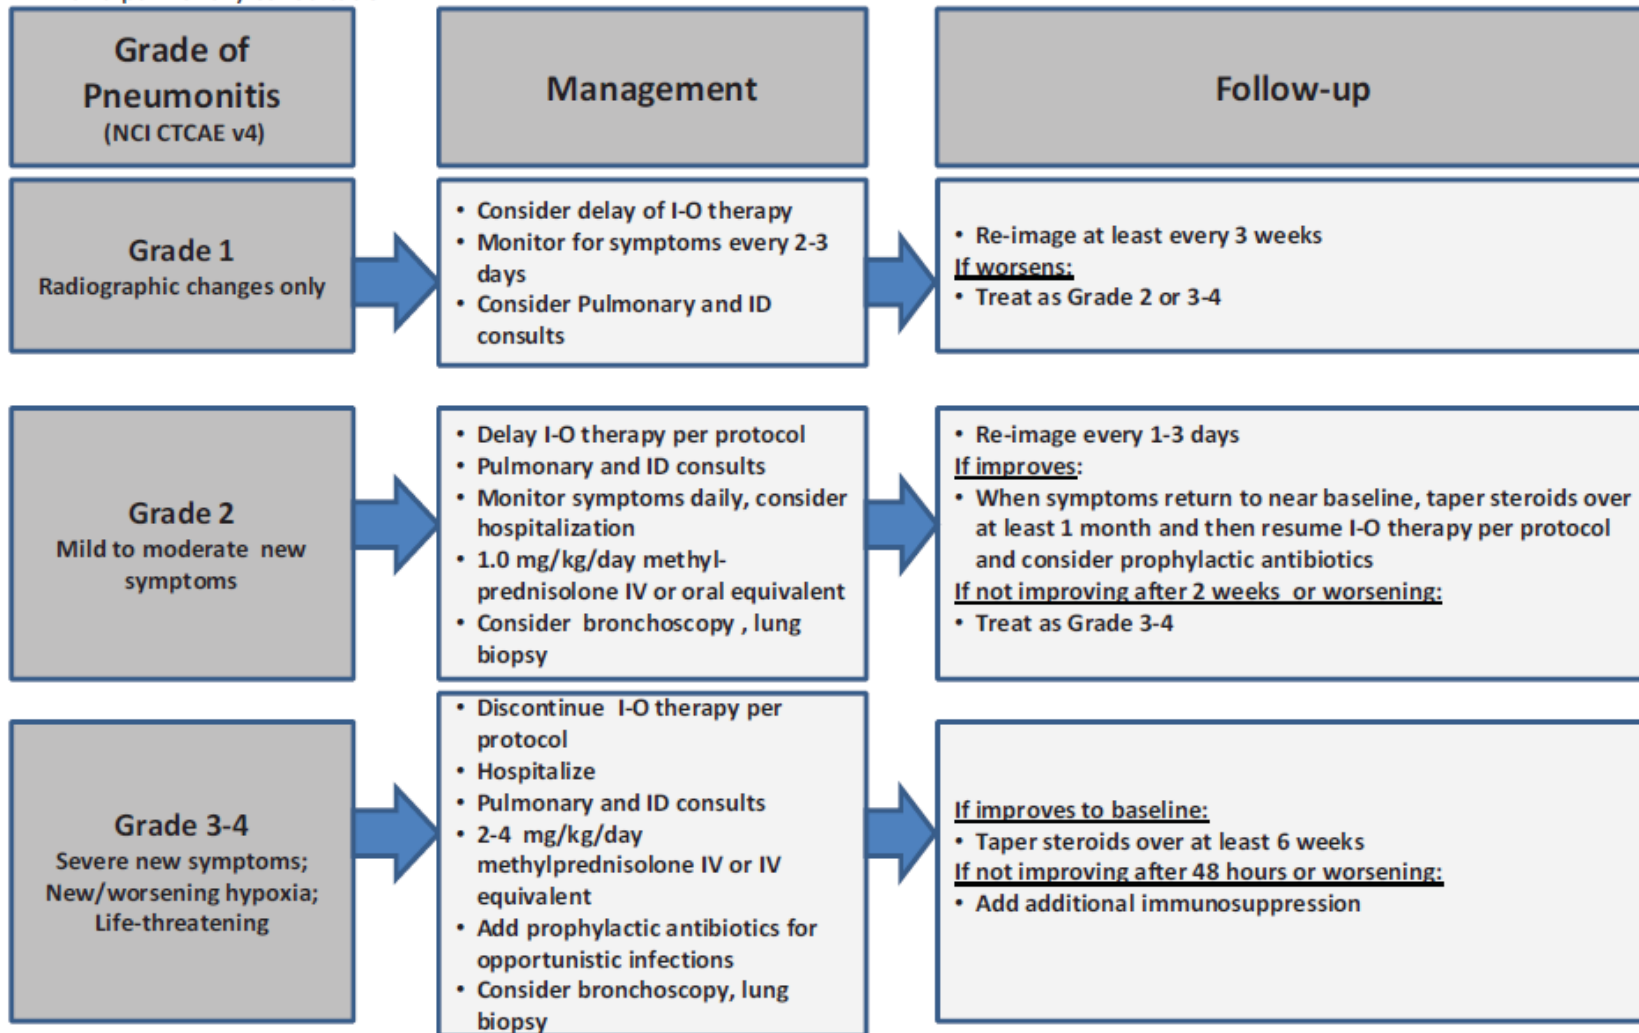 Grade of
Pneumonitis
(NCI CTCAE v4)
Management
Follow-up
Grade 1
Radiographic changes only
• Consider delay of I-O therapy
• Monitor for symptoms every 2-3
days
• Consider Pulmonary and ID
consults
• Re-image at least every 3 weeks
If worsens:
• Treat as Grade 2 or 3-4
Grade 2
Mild to moderate new
symptoms
• Delay I-O therapy per protocol
• Pulmonary and ID consults
• Monitor symptoms daily, consider
hospitalization
• 1.0 mg/kg/day methyl-
prednisolone IV or oral equivalent
• Consider bronchoscopy , lung
biopsy
• Re-image every 1-3 days
If improves:
• When symptoms return to near baseline, taper steroids over
at least 1 month and then resume I-O therapy per protocol
and consider prophylactic antibiotics
If not improving after 2 weeks or worsening:
• Treat as Grade 3-4
Grade 3-4
Severe new symptoms;
New/worsening hypoxia;
Life-threatening
• Discontinue I-O therapy per
protocol
• Hospitalize
• Pulmonary and ID consults
• 2-4 mg/kg/day
methylprednisolone IV or IV
equivalent
• Add prophylactic antibiotics for
opportunistic infections
• Consider bronchoscopy, lung
biopsy
If improves to baseline:
• Taper steroids over at least 6 weeks
If not improving after 48 hours or worsening:
• Add additional immunosuppression